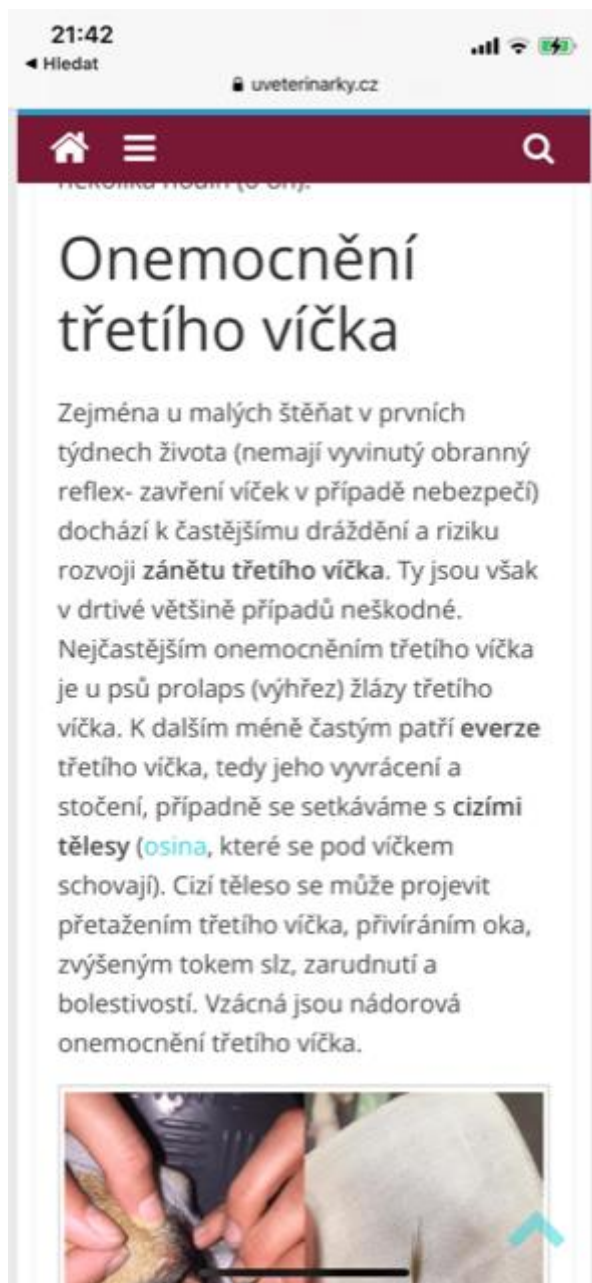 21:42
◀ Hledat
uveterinarky.cz
Onemocnění
třetího víčka
Zejména u malých štěňat v prvních
týdnech života (nemají vyvinutý obranný
reflex- zavření víček v případě nebezpečí)
dochází k častějšímu dráždění a riziku
rozvoji zánětu třetího víčka. Ty jsou však
v drtivé většině případů neškodné.
Nejčastějším onemocněním třetího víčka
je u psů prolaps (výhřez) žlázy třetího
víčka. K dalším méně častým patří everze
třetího víčka, tedy jeho vyvrácení a
stočení, případně se setkáváme s cizími
tělesy (osina, které se pod víčkem
schovají). Cizí těleso se může projevit
přetažením třetího víčka, přivíráním oka,
zvýšeným tokem slz, zarudnutí a
bolestivostí. Vzácná jsou nádorová
onemocnění třetího víčka.